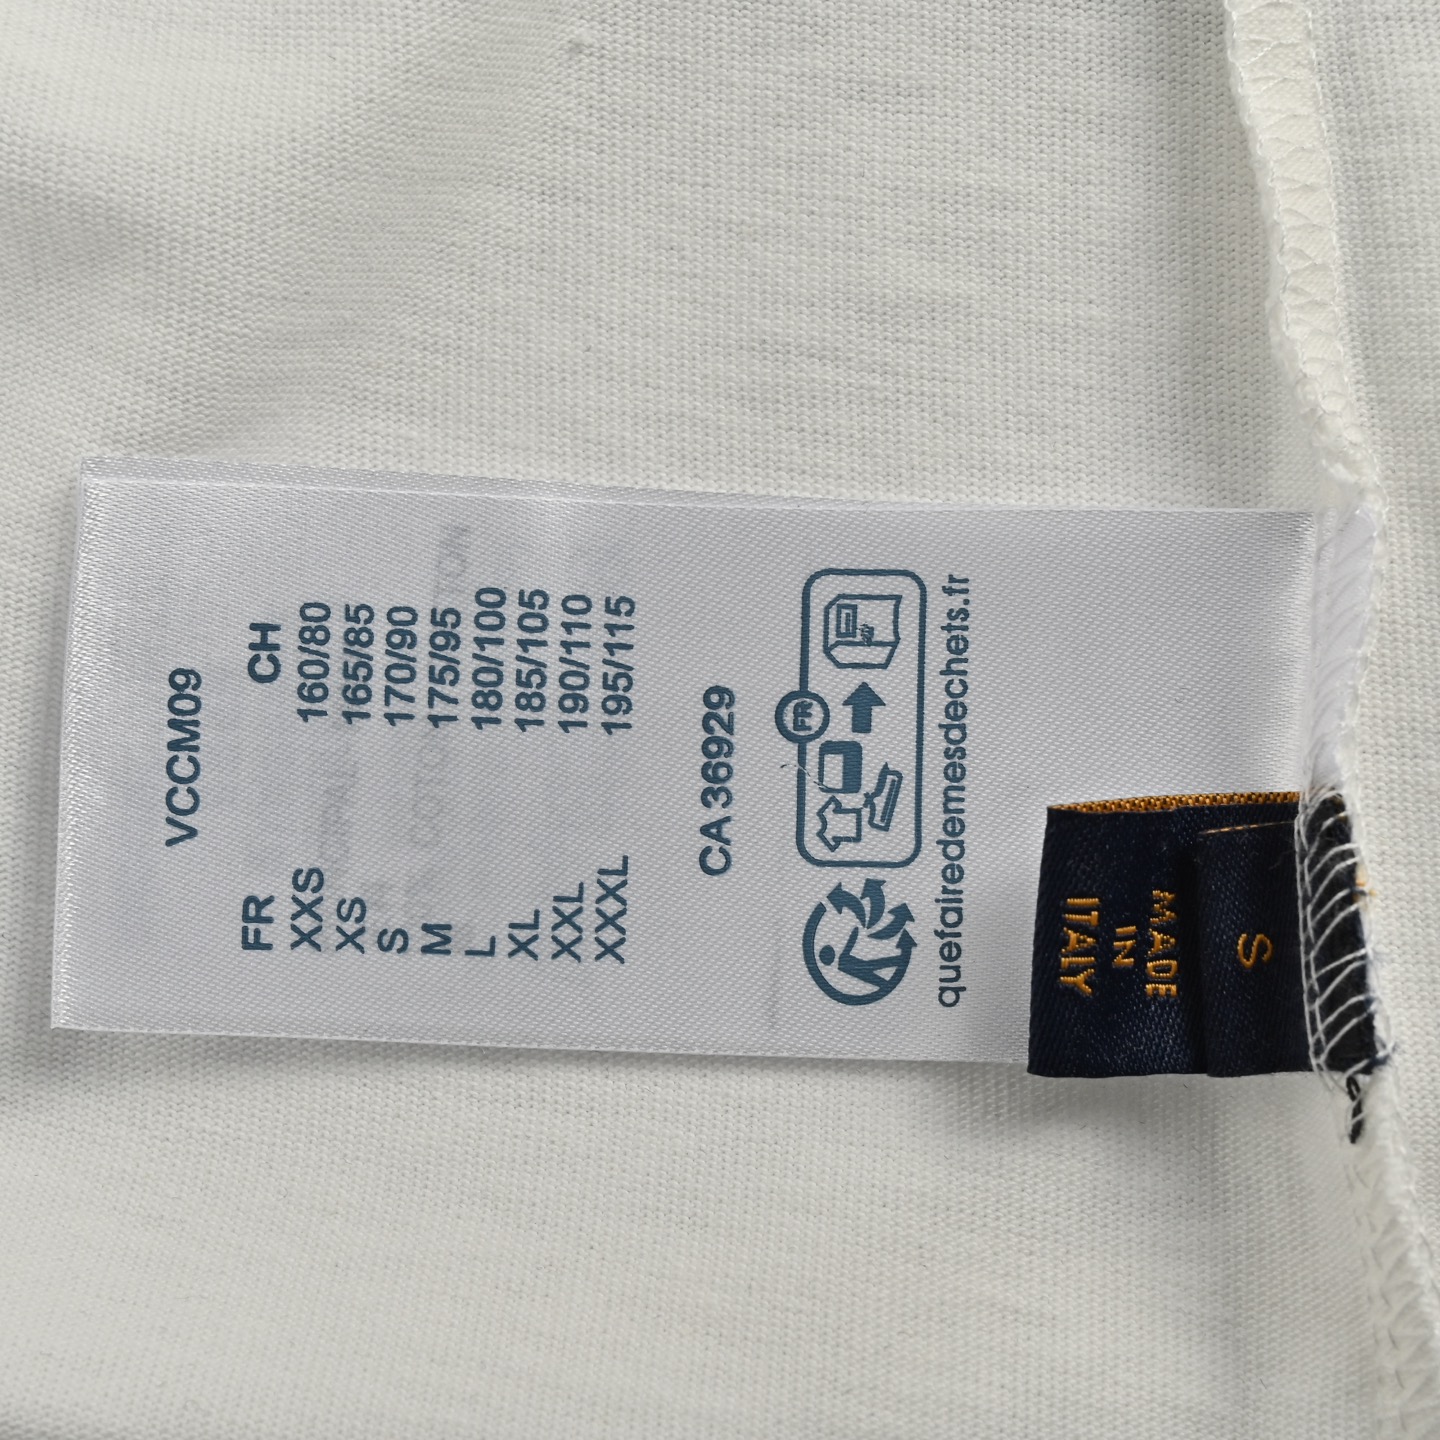 VCCM09
FR CH
XXS 160/80
XS 165/85
S 170/90
M 175/95
L 180/100
XL 185/105
XXL 190/110
XXXL 195/115
CA 36929
FR
quefairedemesdechets.fr
S
MADE
IN
ITALY